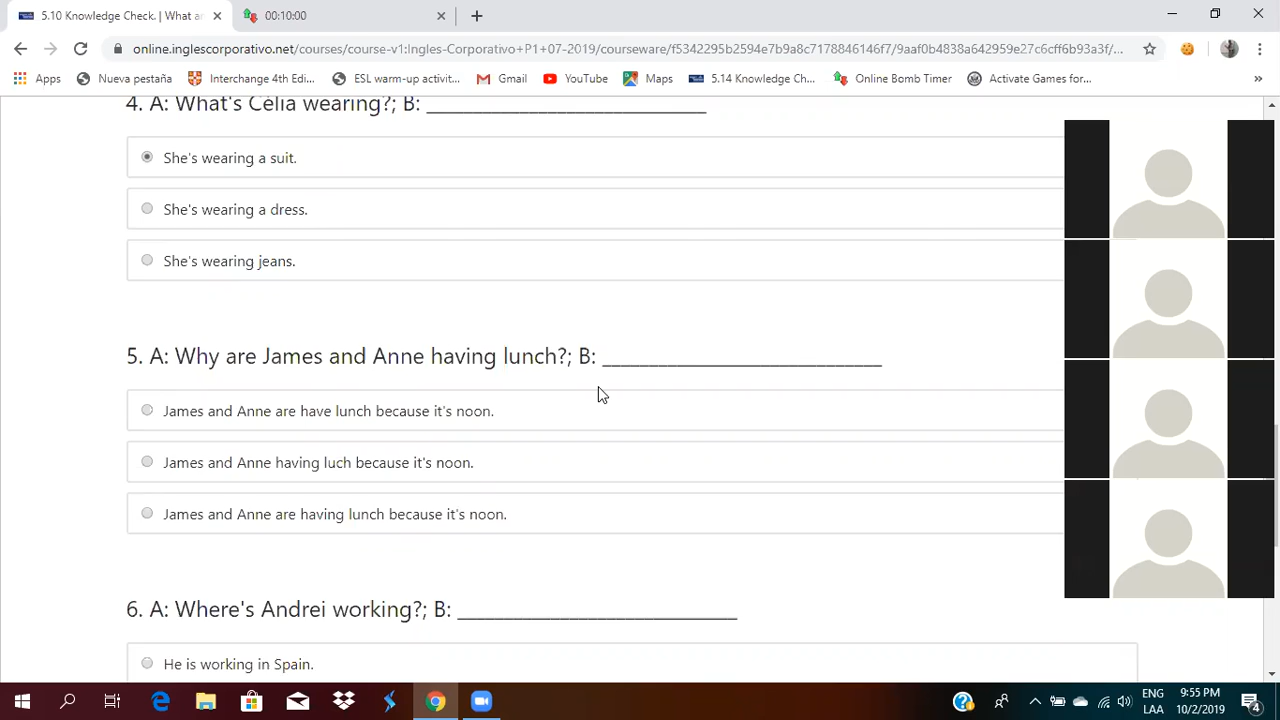 5.10 Knowledge Check. | What ar
00:10:00
online.inglescorporativo.net/courses/course-v1:Ingles-Corporativo+P1+07-2019/courseware/f5342295b2594e7b9a8c7178846146f7/9aaf0b4838a642959e27c6cff6b93a3f/...
Apps
Nueva pestaña
Interchange 4th Edi...
ESL warm-up activit...
Gmail
YouTube
Maps
5.14 Knowledge Ch...
Online Bomb Timer
Activate Games for...
»
4. A: What's Celia wearing?; B: ______________________________
She's wearing a suit.
She's wearing a dress.
She's wearing jeans.
5. A: Why are James and Anne having lunch?; B: ______________________________
James and Anne are have lunch because it's noon.
James and Anne having luch because it's noon.
James and Anne are having lunch because it's noon.
6. A: Where's Andrei working?; B: ______________________________
He is working in Spain.
ENG
LAA
9:55 PM
10/2/2019
4